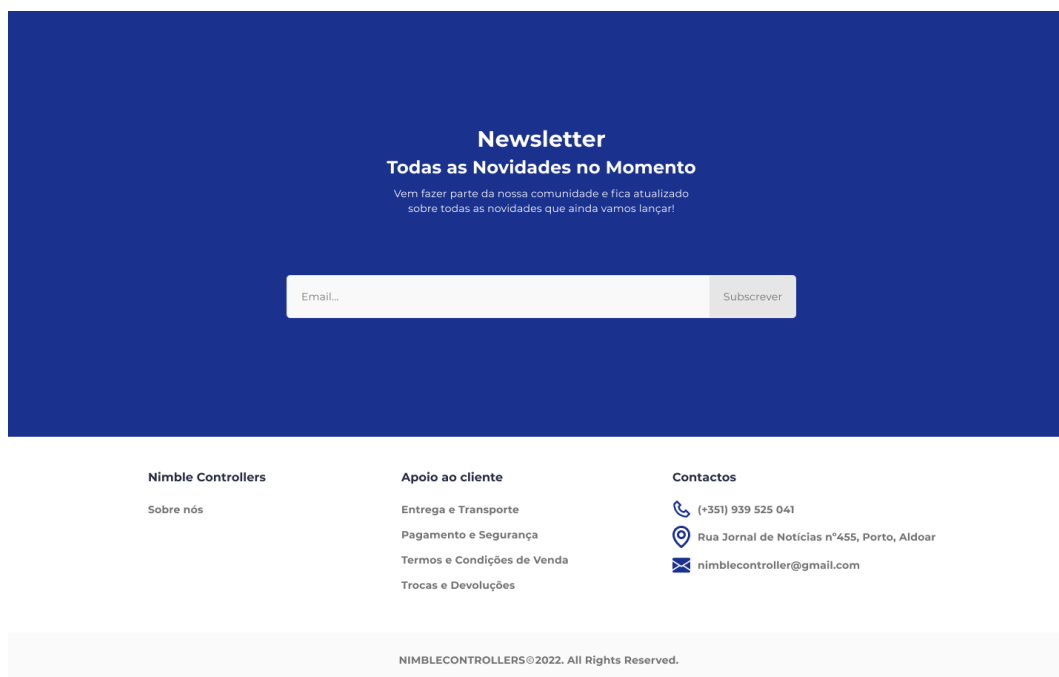 Newsletter
Todas as Novidades no Momento
Vem fazer parte da nossa comunidade e fica atualizado
sobre todas as novidades que ainda vamos lançar!
Email...
Subscrever
Nimble Controllers
Sobre nós
Apoio ao cliente
Entrega e Transporte
Pagamento e Segurança
Termos e Condições de Venda
Trocas e Devoluções
Contactos
(+351) 939 525 041
Rua Jornal de Notícias nº455, Porto, Aldoar
nimblecontroller@gmail.com
NIMBLECONTROLLERS©2022. All Rights Reserved.